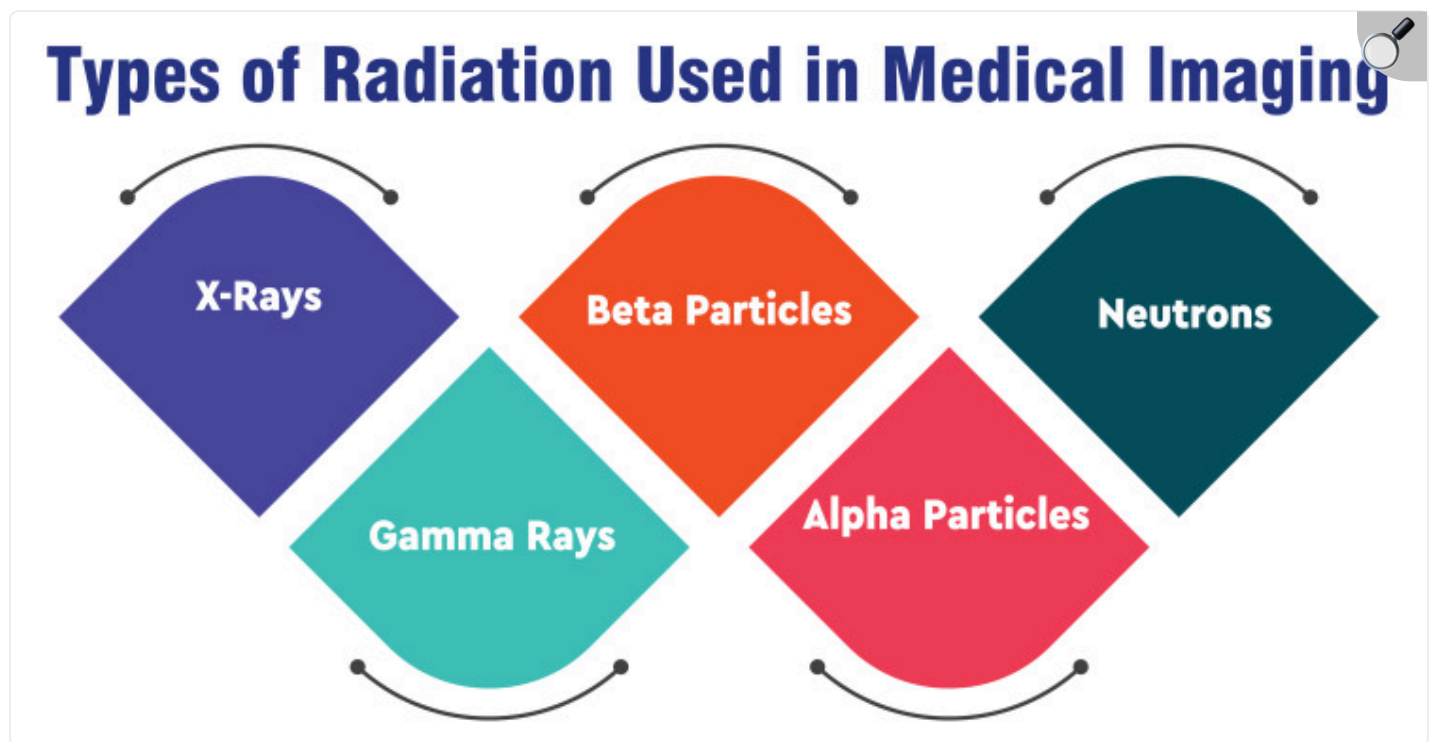 Types of Radiation Used in Medical Imaging
X-Rays
Beta Particles
Neutrons
Gamma Rays
Alpha Particles